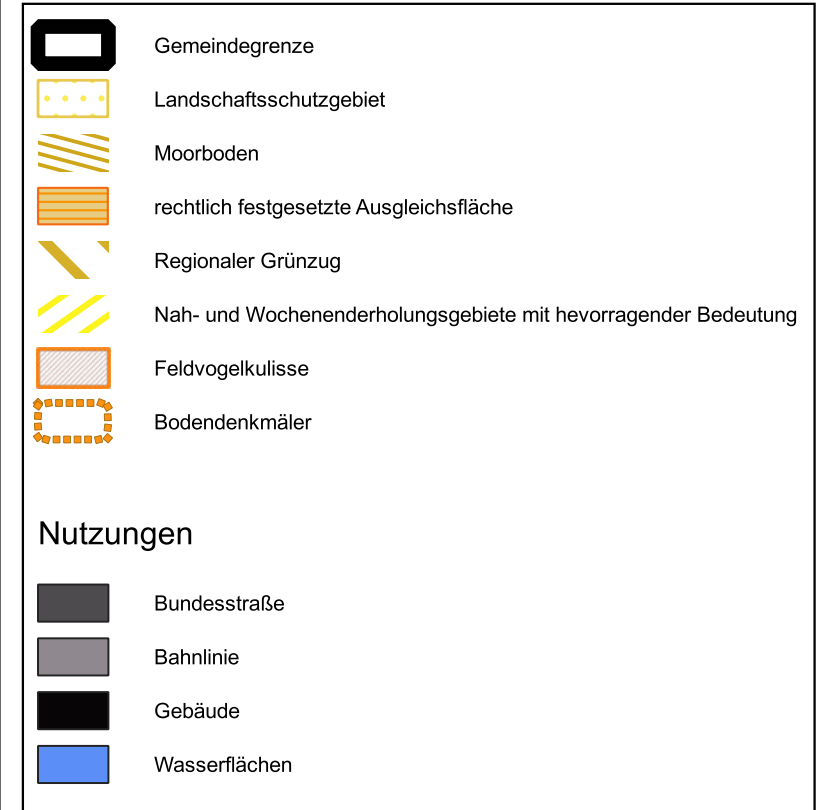 Gemeindegrenze
Landschaftsschutzgebiet
Moorboden
rechtlich festgesetzte Ausgleichsfläche
Regionaler Grünzug
Nah- und Wochenenderholungsgebiete mit hevorragender Bedeutung
Feldvogelkulisse
Bodendenkmäler
Nutzungen
Bundesstraße
Bahnlinie
Gebäude
Wasserflächen